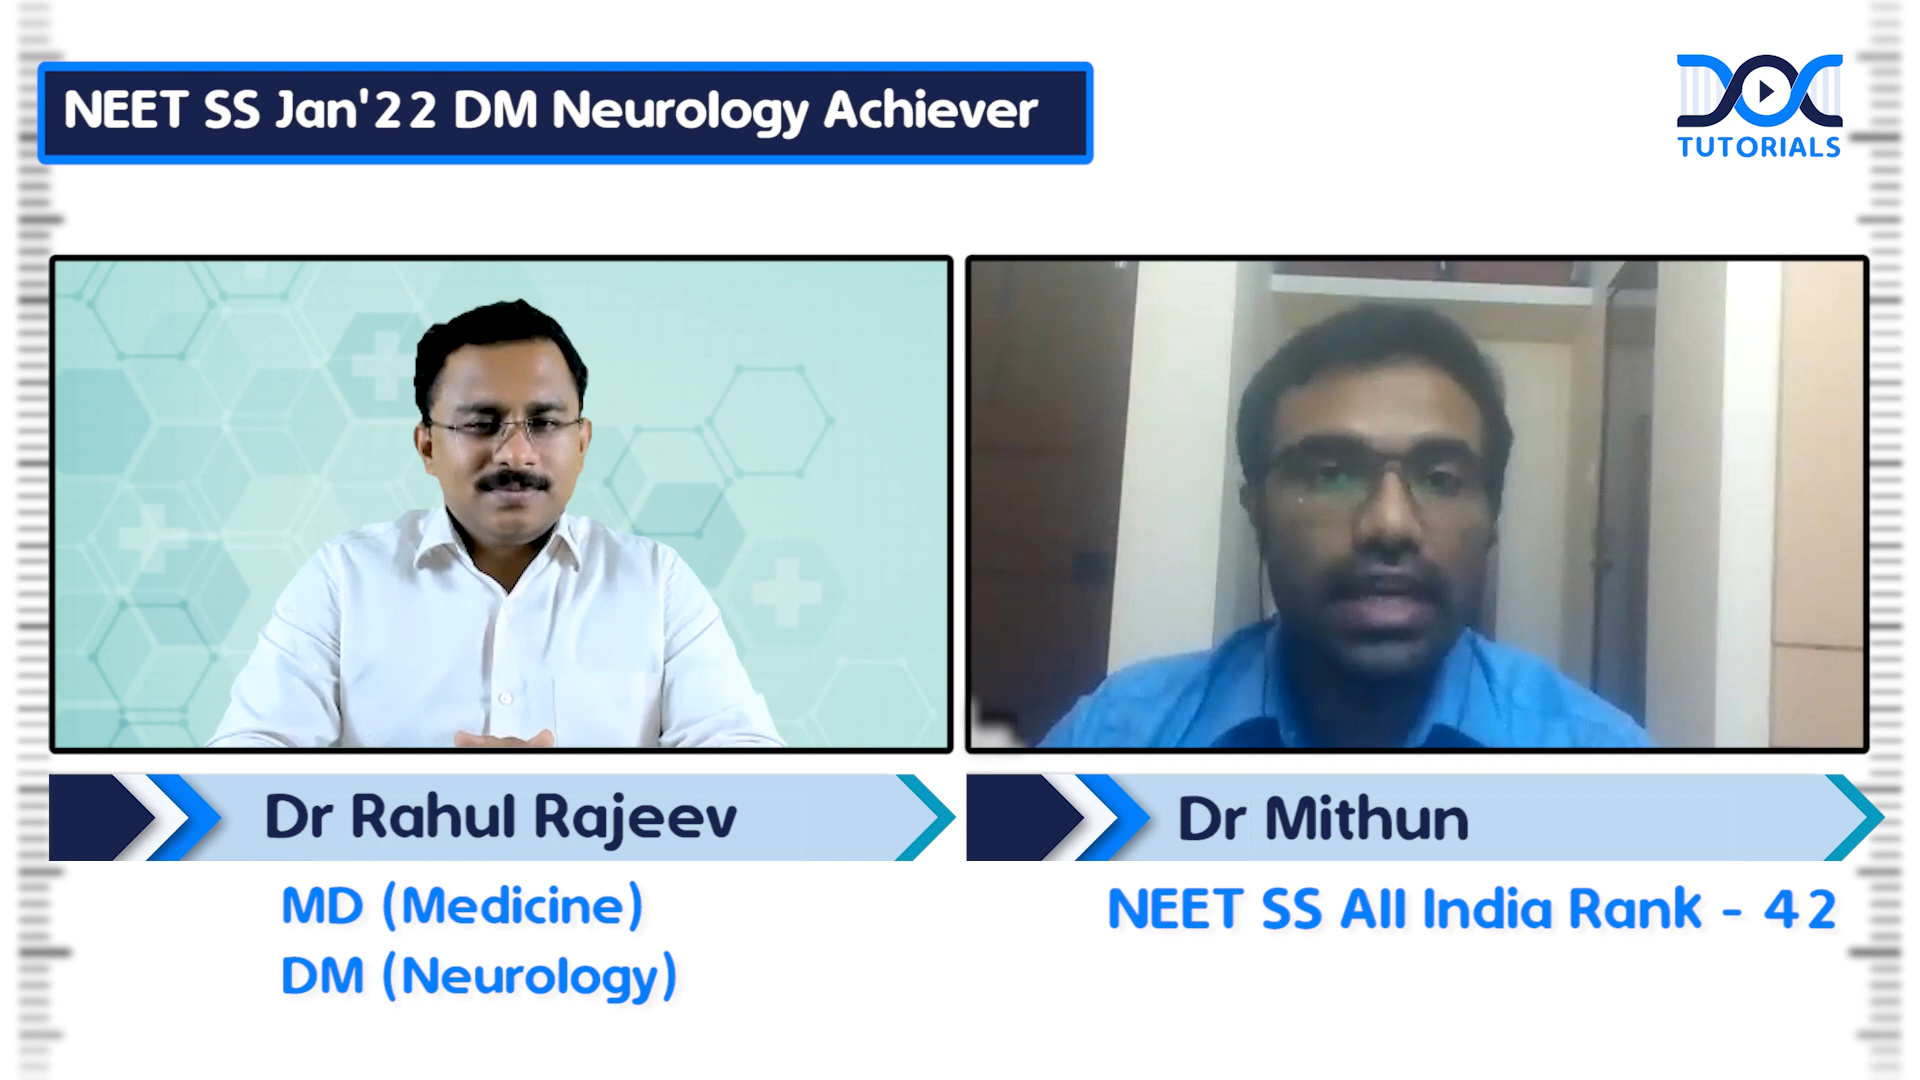 NEET SS Jan'22 DM Neurology Achiever
DOC
TUTORIALS
Dr Rahul Rajeev
MD (Medicine)
DM (Neurology)
Dr Mithun
NEET SS All India Rank - 42